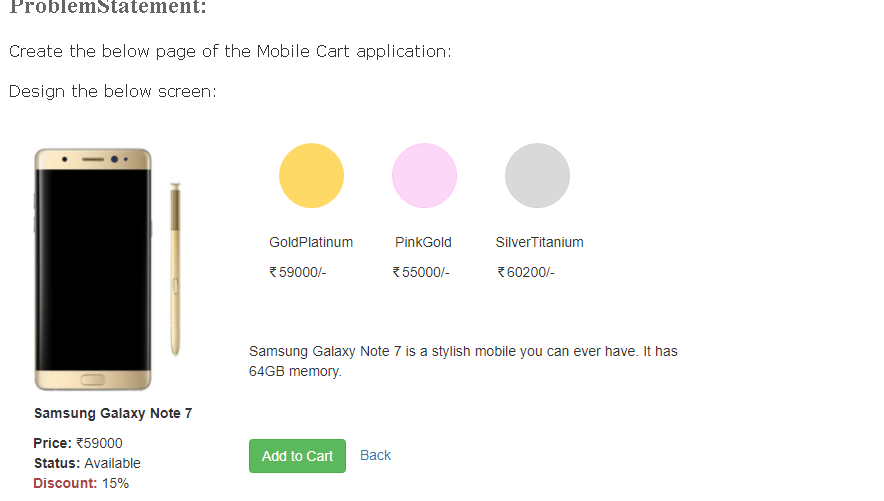 ProblemStatement:
Create the below page of the Mobile Cart application:
Design the below screen:
GoldPlatinum PinkGold SilverTitanium
₹59000/- ₹55000/- ₹60200/-
Samsung Galaxy Note 7 is a stylish mobile you can ever have. It has
64GB memory.
Samsung Galaxy Note 7
Price: ₹59000
Status: Available
Discount: 15%
Add to Cart Back